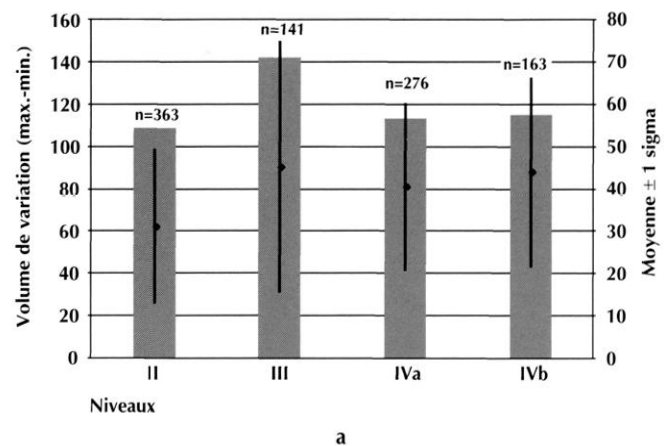 160
140
120
100
80
60
40
20
0
Volume de variation (max.-min.)
n=363
n=141
n=276
n=163
80
70
60
50
40
30
20
10
0
Moyenne ± 1 sigma
II
III
IVa
IVb
Niveaux
a